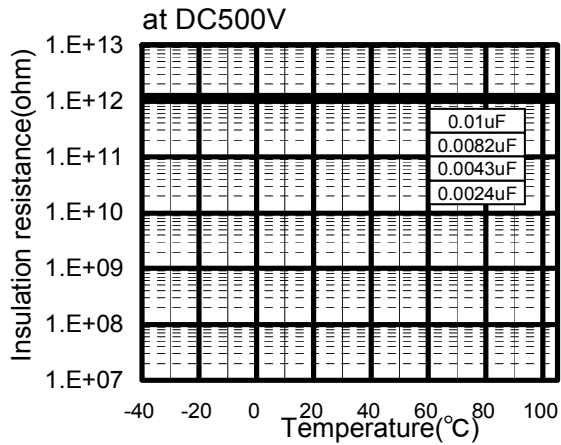 at DC500V
Insulation resistance(ohm)
1.E+13
1.E+12
1.E+11
1.E+10
1.E+09
1.E+08
1.E+07
0.01uF
0.0082uF
0.0043uF
0.0024uF
-40 -20 0 20 40 60 80 100
Temperature(℃)